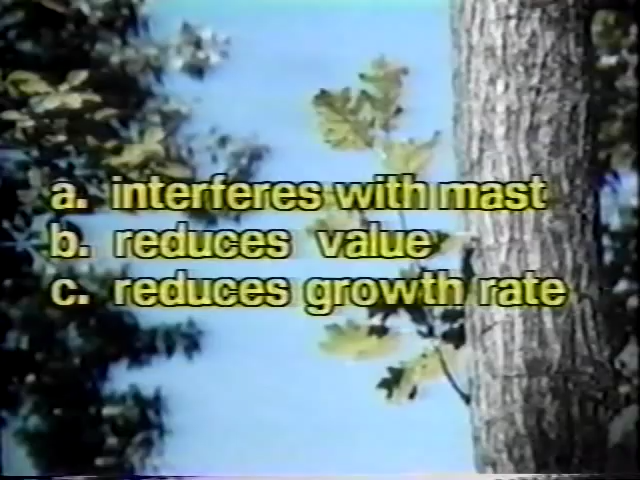 a. interferes with mast
b. reduces value
c. reduces growth rate